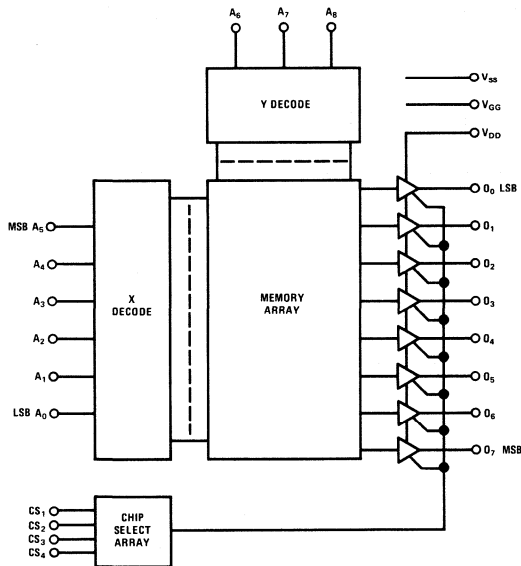 A6 A7 A8
Y DECODE
VSS
VGG
VDD
O0 LSB
MSB A5
O1
A4
O2
A3
X
DECODE
MEMORY
ARRAY
O3
A2
O4
A1
O5
LSB A0
O6
O7 MSB
CS1
CS2
CS3
CS4
CHIP
SELECT
ARRAY